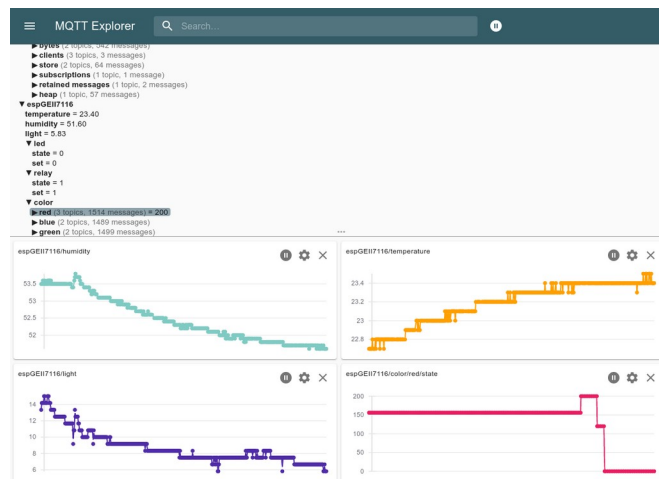 MQTT Explorer
Search...
▶ bytes (2 topics, 542 messages)
▶ clients (3 topics, 3 messages)
▶ store (2 topics, 64 messages)
▶ subscriptions (1 topic, 1 message)
▶ retained messages (1 topic, 2 messages)
▶ heap (1 topic, 57 messages)
▼ espGEII7116
temperature = 23.40
humidity = 51.60
light = 5.83
▼ led
state = 0
set = 0
▼ relay
state = 1
set = 1
▼ color
▶ red (3 topics, 1514 messages) = 200
▶ blue (2 topics, 1489 messages)
▶ green (2 topics, 1499 messages)
...
espGEII7116/humidity
53.5
53
52.5
52
espGEII7116/temperature
23.4
23.2
23
22.8
espGEII7116/light
14
12
10
8
6
espGEII7116/color/red/state
200
150
100
50
0